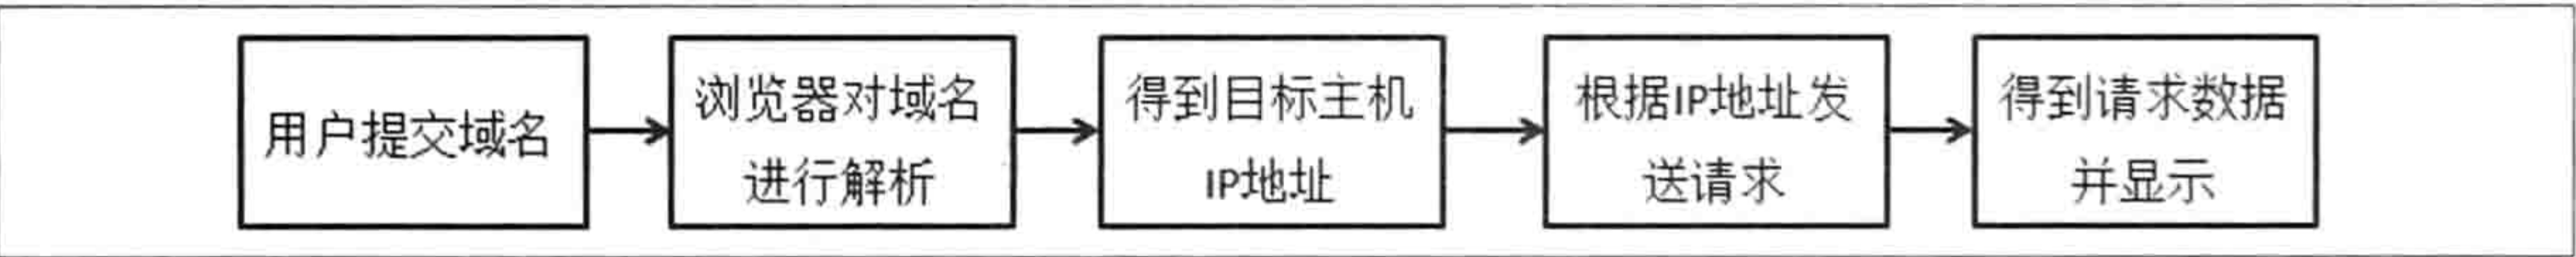 用户提交域名
浏览器对域名
进行解析
得到目标主机
IP地址
根据IP地址发
送请求
得到请求数据
并显示